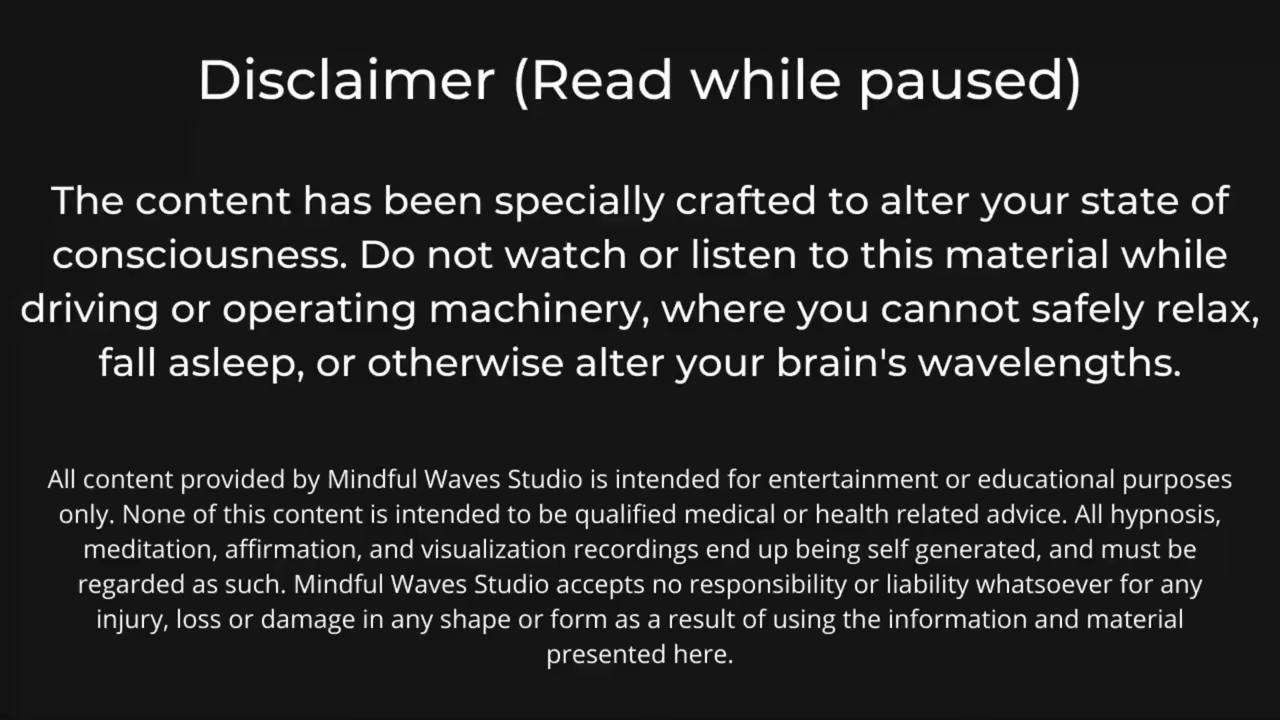 Disclaimer (Read while paused)
The content has been specially crafted to alter your state of
consciousness. Do not watch or listen to this material while
driving or operating machinery, where you cannot safely relax,
fall asleep, or otherwise alter your brain's wavelengths.
All content provided by Mindful Waves Studio is intended for entertainment or educational purposes
only. None of this content is intended to be qualified medical or health related advice. All hypnosis,
meditation, affirmation, and visualization recordings end up being self generated, and must be
regarded as such. Mindful Waves Studio accepts no responsibility or liability whatsoever for any
injury, loss or damage in any shape or form as a result of using the information and material
presented here.